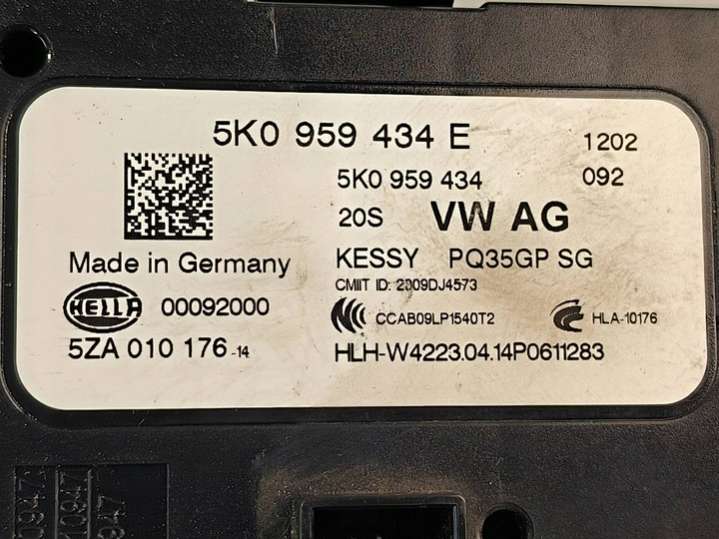 5K0 959 434 E 1202
5K0 959 434 092
20S VW AG
Made in Germany KESSY PQ35GP SG
CMIIT ID: 2009DJ4573
HELLA 00092000 CCAB09LP1540T2 HLA-10176
5ZA 010 176-14 HLH-W4223.04.14P0611283